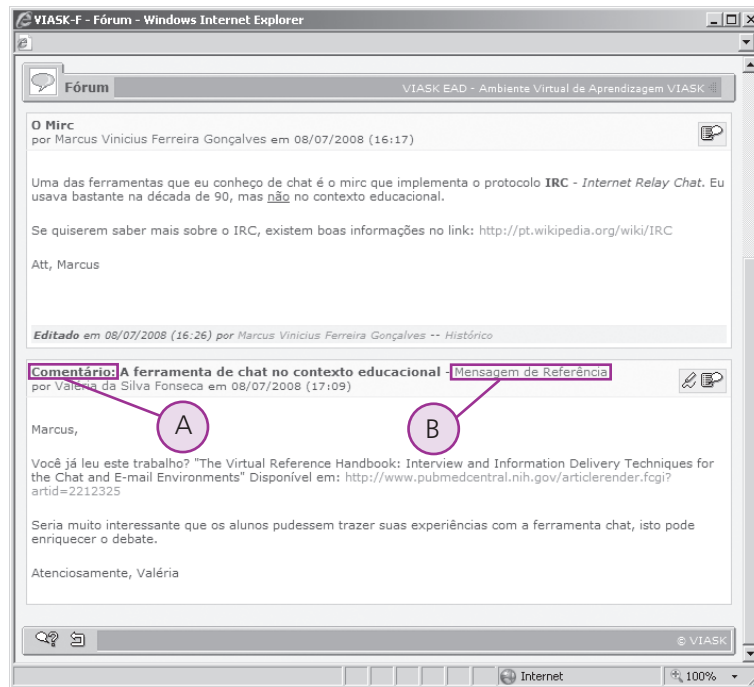 VIASK-F - Fórum - Windows Internet Explorer
Fórum
VIASK EAD - Ambiente Virtual de Aprendizagem VIASK
O Mirc
por Marcus Vinicius Ferreira Gonçalves em 08/07/2008 (16:17)
Uma das ferramentas que eu conheço de chat é o mirc que implementa o protocolo IRC - Internet Relay Chat. Eu
usava bastante na década de 90, mas não no contexto educacional.
Se quiserem saber mais sobre o IRC, existem boas informações no link: http://pt.wikipedia.org/wiki/IRC
Att, Marcus
Editado em 08/07/2008 (16:26) por Marcus Vinicius Ferreira Gonçalves -- Histórico
Comentário: A ferramenta de chat no contexto educacional - Mensagem de Referência
por Valéria da Silva Fonseca em 08/07/2008 (17:09)
A
B
Marcus,
Você já leu este trabalho? "The Virtual Reference Handbook: Interview and Information Delivery Techniques for
the Chat and E-mail Environments" Disponível em: http://www.pubmedcentral.nih.gov/articlerender.fcgi?
artid=2212325
Seria muito interessante que os alunos pudessem trazer suas experiências com a ferramenta chat, isto pode
enriquecer o debate.
Atenciosamente, Valéria
© VIASK
Internet
100%